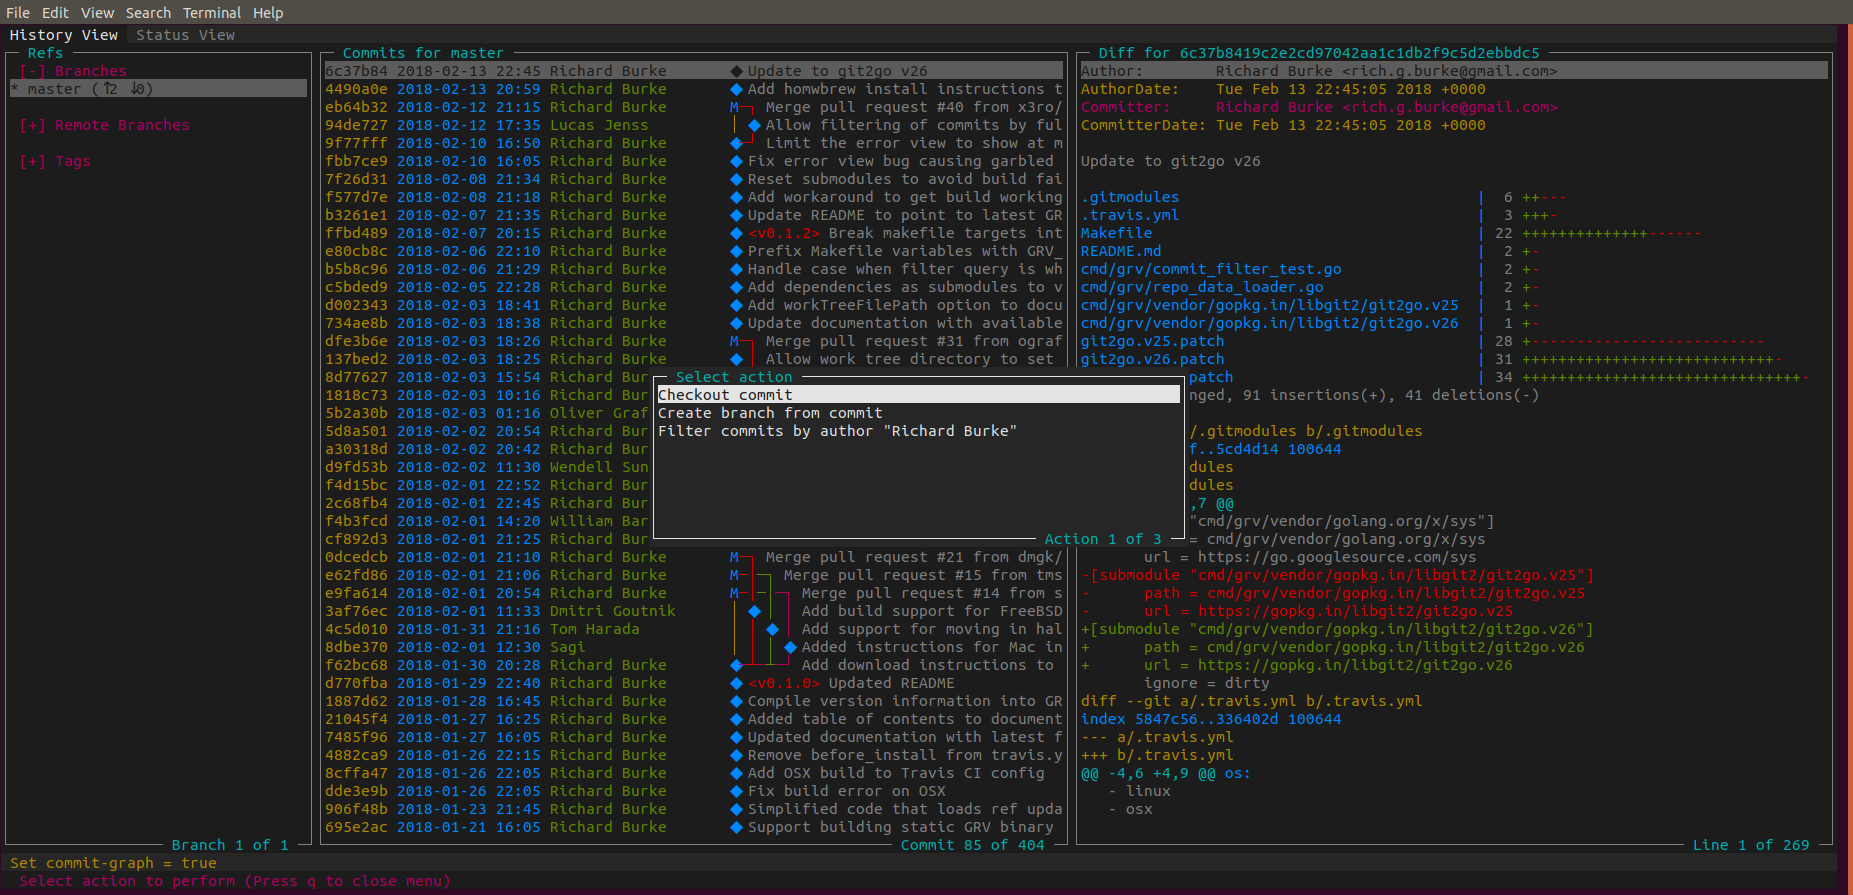 File Edit View Search Terminal Help
History View Status View
Refs
[-] Branches
* master (↑2 ↓0)
[+] Remote Branches
[+] Tags
Branch 1 of 1
Commits for master
6c37b84 2018-02-13 22:45 Richard Burke Update to git2go v26
4490a0e 2018-02-13 20:59 Richard Burke Add homwbrew install instructions t
eb64b32 2018-02-12 21:15 Richard Burke M Merge pull request #40 from x3ro/
94de727 2018-02-12 17:35 Lucas Jenss Allow filtering of commits by ful
9f77fff 2018-02-10 16:50 Richard Burke Limit the error view to show at m
fbb7ce9 2018-02-10 16:05 Richard Burke Fix error view bug causing garbled
7f26d31 2018-02-08 21:34 Richard Burke Reset submodules to avoid build fai
f577d7e 2018-02-08 21:18 Richard Burke Add workaround to get build working
b3261e1 2018-02-07 21:35 Richard Burke Update README to point to latest GR
ffbd489 2018-02-07 20:15 Richard Burke <v0.1.2> Break makefile targets int
e80cb8c 2018-02-06 22:10 Richard Burke Prefix Makefile variables with GRV_
b5b8c96 2018-02-06 21:29 Richard Burke Handle case when filter query is wh
c5bded9 2018-02-05 22:28 Richard Burke Add dependencies as submodules to v
d002343 2018-02-03 18:41 Richard Burke Add workTreeFilePath option to docu
734ae8b 2018-02-03 18:38 Richard Burke Update documentation with available
dfe3b6e 2018-02-03 18:26 Richard Burke M Merge pull request #31 from ograf
137bed2 2018-02-03 18:25 Richard Burke Allow work tree directory to set
8d77627 2018-02-03 15:54 Richard Bur
1818c73 2018-02-03 10:16 Richard Bur
5b2a30b 2018-02-03 01:16 Oliver Graf
5d8a501 2018-02-02 20:54 Richard Bur
a30318d 2018-02-02 20:42 Richard Bur
d9fd53b 2018-02-02 11:30 Wendell Sun
f4d15bc 2018-02-01 22:52 Richard Bur
2c68fb4 2018-02-01 22:45 Richard Bur
f4b3fcd 2018-02-01 14:20 William Bar
cf892d3 2018-02-01 21:25 Richard Bur
0dcedcb 2018-02-01 21:10 Richard Burke M Merge pull request #21 from dmgk/
e62fd86 2018-02-01 21:06 Richard Burke M Merge pull request #15 from tms
e9fa614 2018-02-01 20:54 Richard Burke M Merge pull request #14 from s
3af76ec 2018-02-01 11:33 Dmitri Goutnik Add build support for FreeBSD
4c5d010 2018-01-31 21:16 Tom Harada Add support for moving in hal
8dbe370 2018-02-01 12:30 Sagi Added instructions for Mac in
f62bc68 2018-01-30 20:28 Richard Burke Add download instructions to
d770fba 2018-01-29 22:40 Richard Burke <v0.1.0> Updated README
1887d62 2018-01-28 16:45 Richard Burke Compile version information into GR
21045f4 2018-01-27 16:25 Richard Burke Added table of contents to document
7485f96 2018-01-27 16:05 Richard Burke Updated documentation with latest f
4882ca9 2018-01-26 22:15 Richard Burke Remove before_install from travis.y
8cffa47 2018-01-26 22:05 Richard Burke Add OSX build to Travis CI config
dde3e9b 2018-01-26 22:05 Richard Burke Fix build error on OSX
906f48b 2018-01-23 21:45 Richard Burke Simplified code that loads ref upda
695e2ac 2018-01-21 16:05 Richard Burke Support building static GRV binary
Commit 85 of 404
Select action
Checkout commit
Create branch from commit
Filter commits by author "Richard Burke"
Action 1 of 3
Diff for 6c37b8419c2e2cd97042aa1c1db2f9c5d2ebbdc5
Author: Richard Burke <rich.g.burke@gmail.com>
AuthorDate: Tue Feb 13 22:45:05 2018 +0000
Committer: Richard Burke <rich.g.burke@gmail.com>
CommitterDate: Tue Feb 13 22:45:05 2018 +0000
Update to git2go v26
.gitmodules | 6 ++---
.travis.yml | 3 +++-
Makefile | 22 ++++++++++++++------
README.md | 2 +-
cmd/grv/commit_filter_test.go | 2 +-
cmd/grv/repo_data_loader.go | 2 +-
cmd/grv/vendor/gopkg.in/libgit2/git2go.v25 | 1 +-
cmd/grv/vendor/gopkg.in/libgit2/git2go.v26 | 1 +-
git2go.v25.patch | 28 +--------------------------
git2go.v26.patch | 31 ++++++++++++++++++++++++++++-
patch | 34 +++++++++++++++++++++++++++++++-
nged, 91 insertions(+), 41 deletions(-)
/.gitmodules b/.gitmodules
f..5cd4d14 100644
dules
dules
,7 @@
"cmd/grv/vendor/golang.org/x/sys"]
= cmd/grv/vendor/golang.org/x/sys
url = https://go.googlesource.com/sys
-[submodule "cmd/grv/vendor/gopkg.in/libgit2/git2go.v25"]
- path = cmd/grv/vendor/gopkg.in/libgit2/git2go.v25
- url = https://gopkg.in/libgit2/git2go.v25
+[submodule "cmd/grv/vendor/gopkg.in/libgit2/git2go.v26"]
+ path = cmd/grv/vendor/gopkg.in/libgit2/git2go.v26
+ url = https://gopkg.in/libgit2/git2go.v26
ignore = dirty
diff --git a/.travis.yml b/.travis.yml
index 5847c56..336402d 100644
--- a/.travis.yml
+++ b/.travis.yml
@@ -4,6 +4,9 @@ os:
- linux
- osx
Line 1 of 269
Set commit-graph = true
Select action to perform (Press q to close menu)